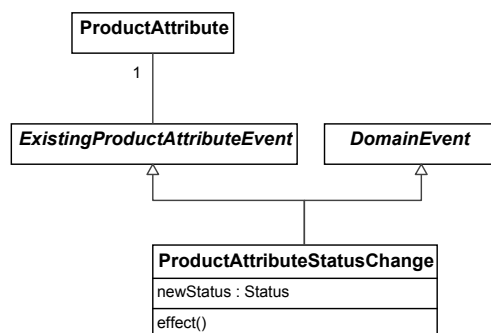 ProductAttribute
1
ExistingProductAttributeEvent
DomainEvent
ProductAttributeStatusChange
newStatus : Status
effect()